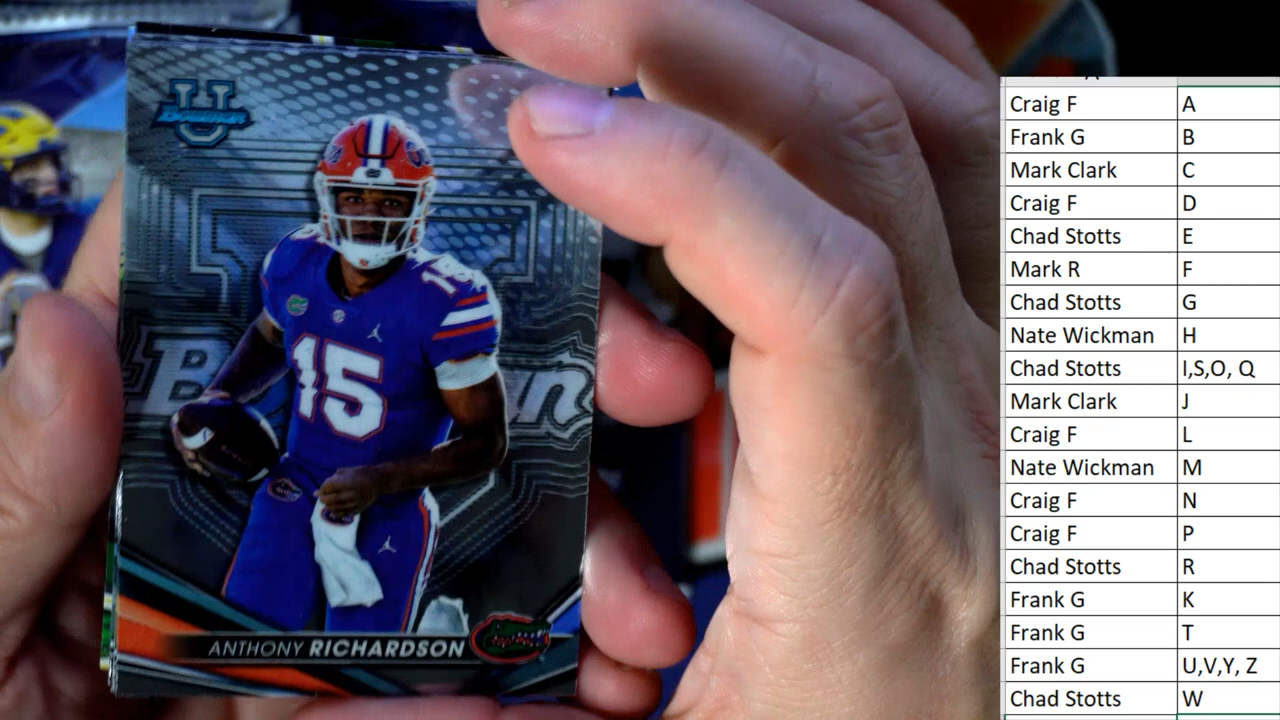 U
Bowman
15
15
ANTHONY RICHARDSON
Craig F A
Frank G B
Mark Clark C
Craig F D
Chad Stotts E
Mark R F
Chad Stotts G
Nate Wickman H
Chad Stotts I,S,O, Q
Mark Clark J
Craig F L
Nate Wickman M
Craig F N
Craig F P
Chad Stotts R
Frank G K
Frank G T
Frank G U,V,Y, Z
Chad Stotts W